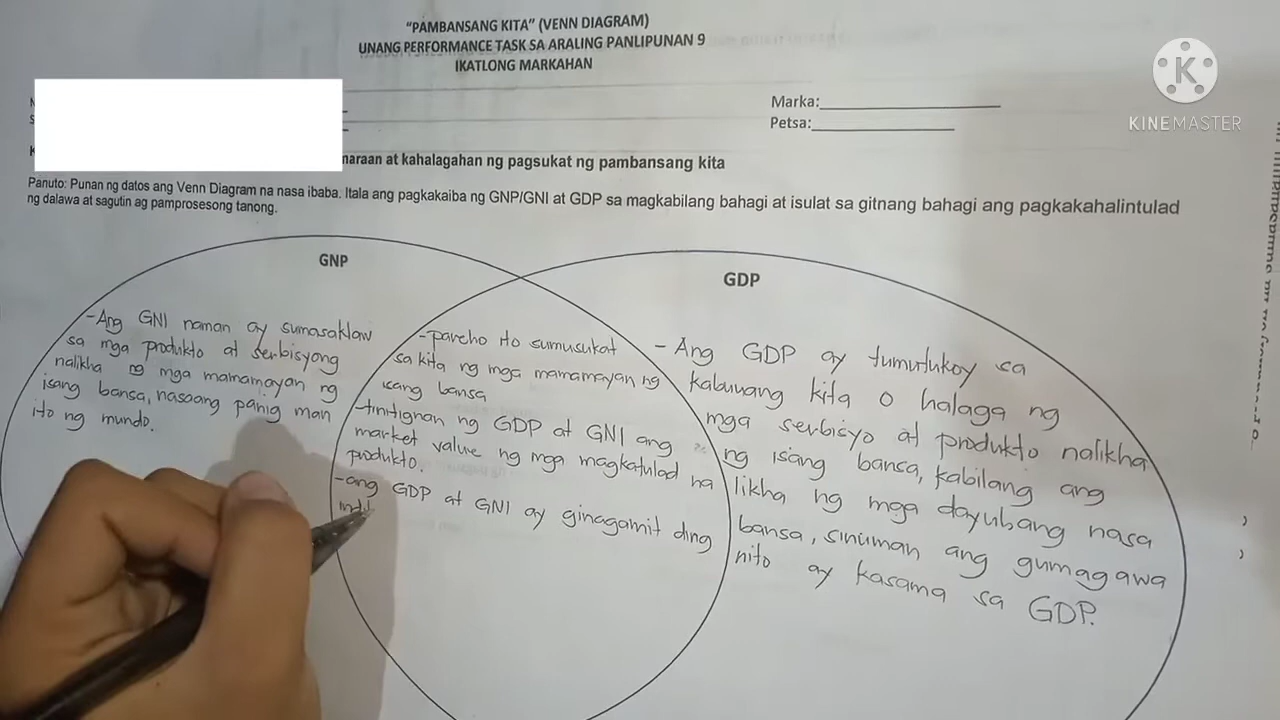 "PAMBANSANG KITA" (VENN DIAGRAM)
UNANG PERFORMANCE TASK SA ARALING PANLIPUNAN 9
IKATLONG MARKAHAN
KINEMASTER
Marka:
Petsa:
naraan at kahalagahan ng pagsukat ng pambansang kita
Panuto: Punan ng datos ang Venn Diagram na nasa ibaba. Itala ang pagkakaiba ng GNP/GNI at GDP sa magkabilang bahagi at isulat sa gitnang bahagi ang pagkakahalintulad
ng dalawa at sagutin ag pamprosesong tanong.
GNP
-Ang GNI naman ay sumasaklaw
sa mga produkto at serbisyong
nalikha ng mga mamamayan ng
isang bansa, nasaang panig man
ito ng mundo.
-pareho ito sumusukat
sa kita ng mga mamamayan ng
isang bansa
-tinitignan ng GDP at GNI ang
market value ng mga magkatulad na
produkto.
-ang GDP at GNI ay ginagamit ding
GDP
- Ang GDP ay tumutukoy sa
kabuuang kita o halaga ng
mga serbisyo at produkto nalikha
ng isang bansa, kabilang ang
likha ng mga dayuhang nasa
bansa, sinuman ang gumagawa
nito ay kasama sa GDP.